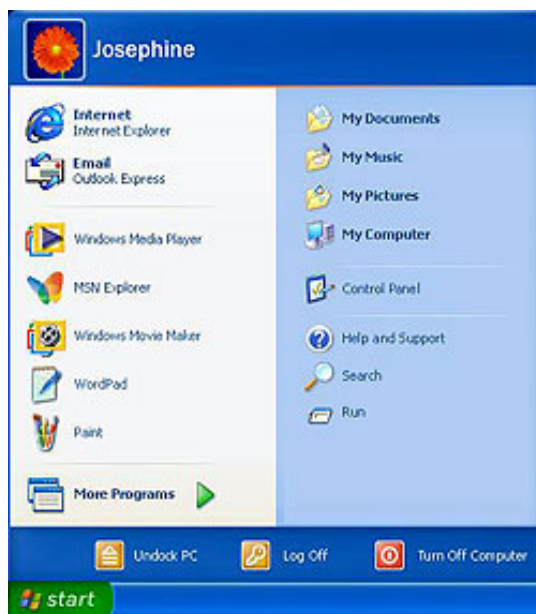 Josephine
Internet
Internet Explorer
Email
Outlook Express
Windows Media Player
MSN Explorer
Windows Movie Maker
WordPad
Paint
More Programs
My Documents
My Music
My Pictures
My Computer
Control Panel
Help and Support
Search
Run
Undock PC
Log Off
Turn Off Computer
start